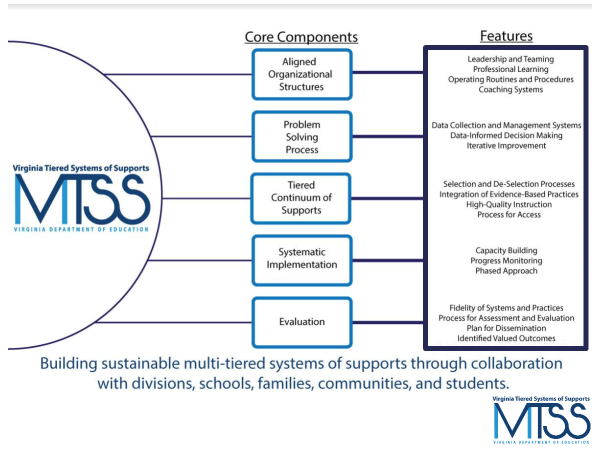 Core Components
Features
Aligned
Organizational
Structures
Leadership and Teaming
Professional Learning
Operating Routines and Procedures
Coaching Systems
Problem
Solving
Process
Data Collection and Management Systems
Data-Informed Decision Making
Iterative Improvement
Virginia Tiered Systems of Supports
MTSS
VIRGINIA DEPARTMENT OF EDUCATION
Tiered
Continuum of
Supports
Selection and De-Selection Processes
Integration of Evidence-Based Practices
High-Quality Instruction
Process for Access
Systematic
Implementation
Capacity Building
Progress Monitoring
Phased Approach
Evaluation
Fidelity of Systems and Practices
Process for Assessment and Evaluation
Plan for Dissemination
Identified Valued Outcomes
Building sustainable multi-tiered systems of supports through collaboration
with divisions, schools, families, communities, and students.
Virginia Tiered Systems of Supports
MTSS
VIRGINIA DEPARTMENT OF EDUCATION